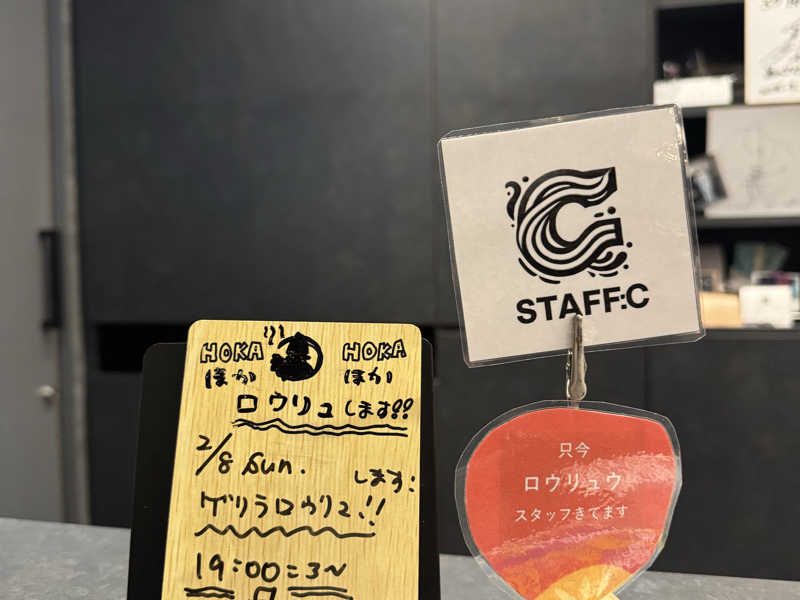 HOKA HOKA
ほか ほか
ロウリュします!!
2/8 sun.
します!
ゲリラロウリュ!!
19:00=3~
STAFF:C
只今
ロウリュウ
スタッフきてます